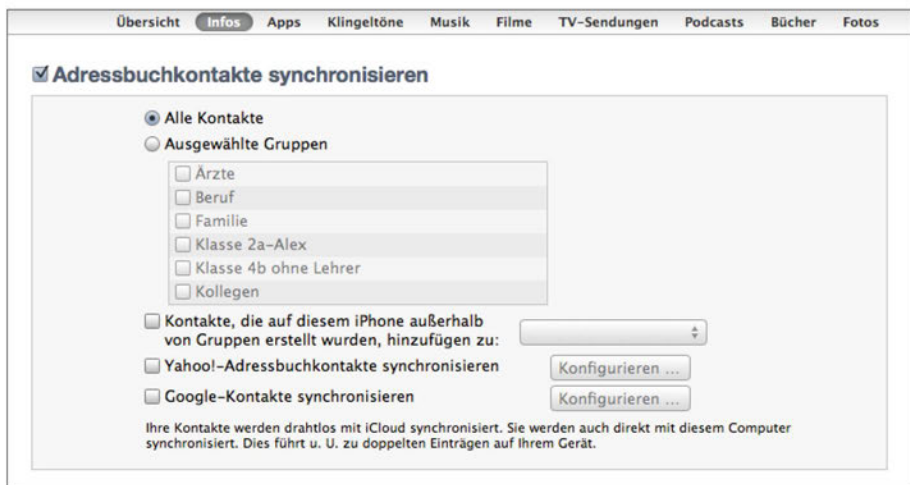 Übersicht Infos Apps Klingeltöne Musik Filme TV-Sendungen Podcasts Bücher Fotos
Adressbuchkontakte synchronisieren
Alle Kontakte
Ausgewählte Gruppen
Ärzte
Beruf
Familie
Klasse 2a-Alex
Klasse 4b ohne Lehrer
Kollegen
Kontakte, die auf diesem iPhone außerhalb
von Gruppen erstellt wurden, hinzufügen zu:
Yahoo!-Adressbuchkontakte synchronisieren Konfigurieren ...
Google-Kontakte synchronisieren Konfigurieren ...
Ihre Kontakte werden drahtlos mit iCloud synchronisiert. Sie werden auch direkt mit diesem Computer
synchronisiert. Dies führt u. U. zu doppelten Einträgen auf Ihrem Gerät.